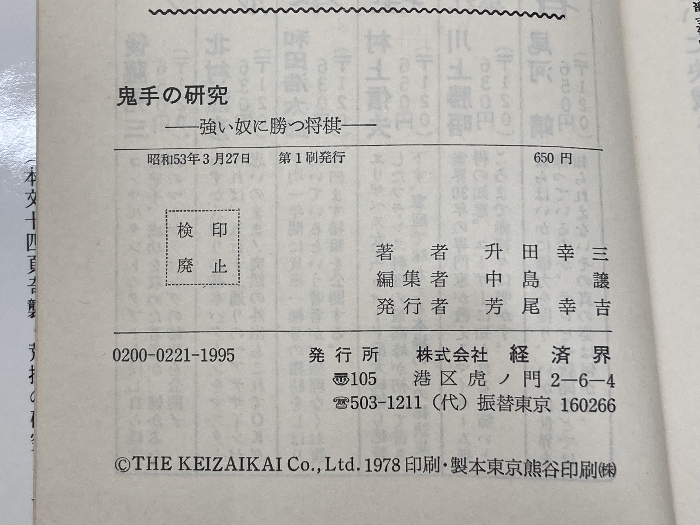 鬼手の研究
――強い奴に勝つ将棋――
昭和53年3月27日 第1刷発行 650円
検印
廃止
著者 升田幸三
編集者 中島譲
発行者 芳尾幸吉
0200-0221-1995 発行所 株式会社 経済界
〠105 港区虎ノ門2-6-4
☎503-1211(代)振替東京 160266
©THE KEIZAIKAI Co., Ltd. 1978 印刷・製本東京熊谷印刷㈱